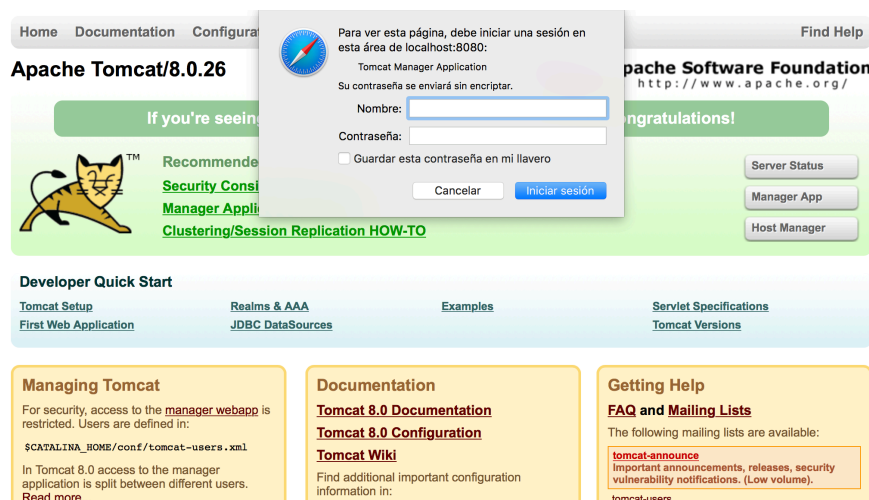 Home Documentation Configura Find Help
Para ver esta página, debe iniciar una sesión en
esta área de localhost:8080:
Tomcat Manager Application
Su contraseña se enviará sin encriptar.
Nombre:
Contraseña:
Guardar esta contraseña en mi llavero
Cancelar Iniciar sesión
Apache Tomcat/8.0.26
pache Software Foundation
http://www.apache.org/
If you're seeing ongratulations!
TM
Recommende
Security Consi
Manager Appli
Clustering/Session Replication HOW-TO
Server Status
Manager App
Host Manager
Developer Quick Start
Tomcat Setup
First Web Application
Realms & AAA
JDBC DataSources
Examples
Servlet Specifications
Tomcat Versions
Managing Tomcat
For security, access to the manager webapp is
restricted. Users are defined in:
$CATALINA_HOME/conf/tomcat-users.xml
In Tomcat 8.0 access to the manager
application is split between different users.
Read more...
Documentation
Tomcat 8.0 Documentation
Tomcat 8.0 Configuration
Tomcat Wiki
Find additional important configuration
information in:
Getting Help
FAQ and Mailing Lists
The following mailing lists are available:
tomcat-announce
Important announcements, releases, security
vulnerability notifications. (Low volume).
tomcat-users